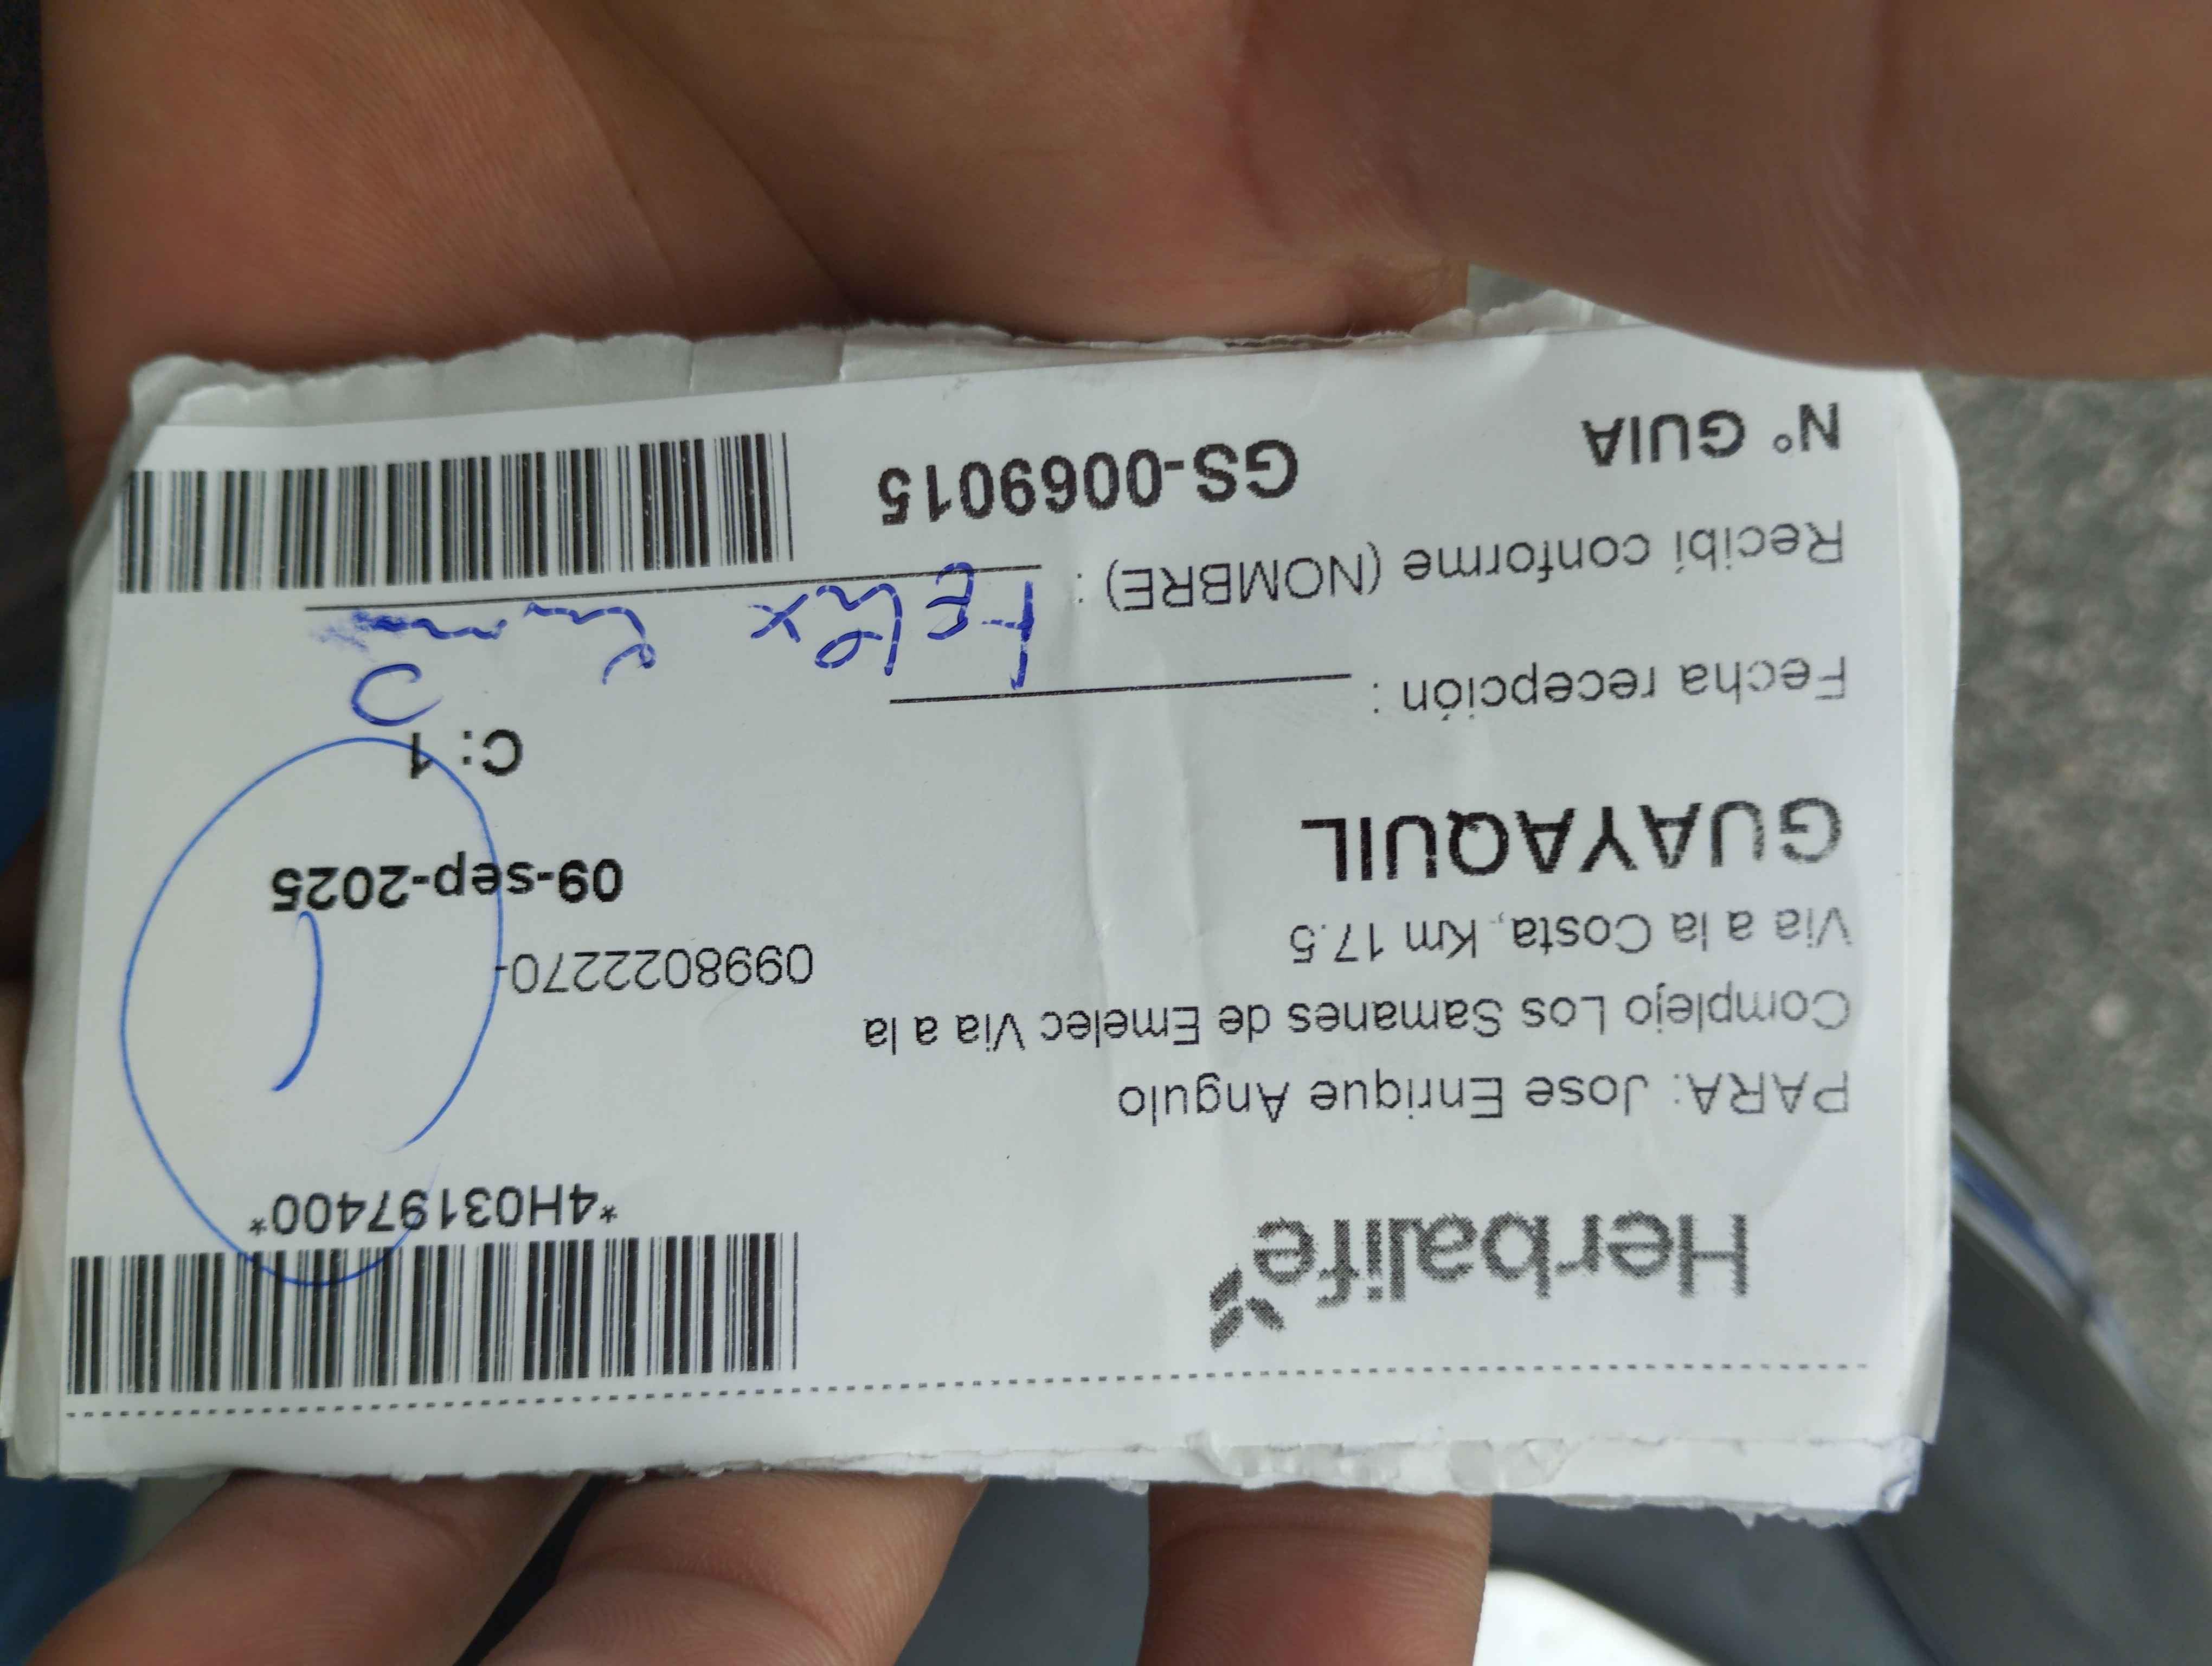 Herbalife
*4H03197400*
PARA: Jose Enrique Angulo
Complejo Los Samanes de Emelec Via a la
Via a la Costa, Km 17.5
0998022270-
GUAYAQUIL
09-sep-2025
C: 1
Fecha recepción :
Recibí conforme (NOMBRE) : FElix
N° GUIA
GS-0069015